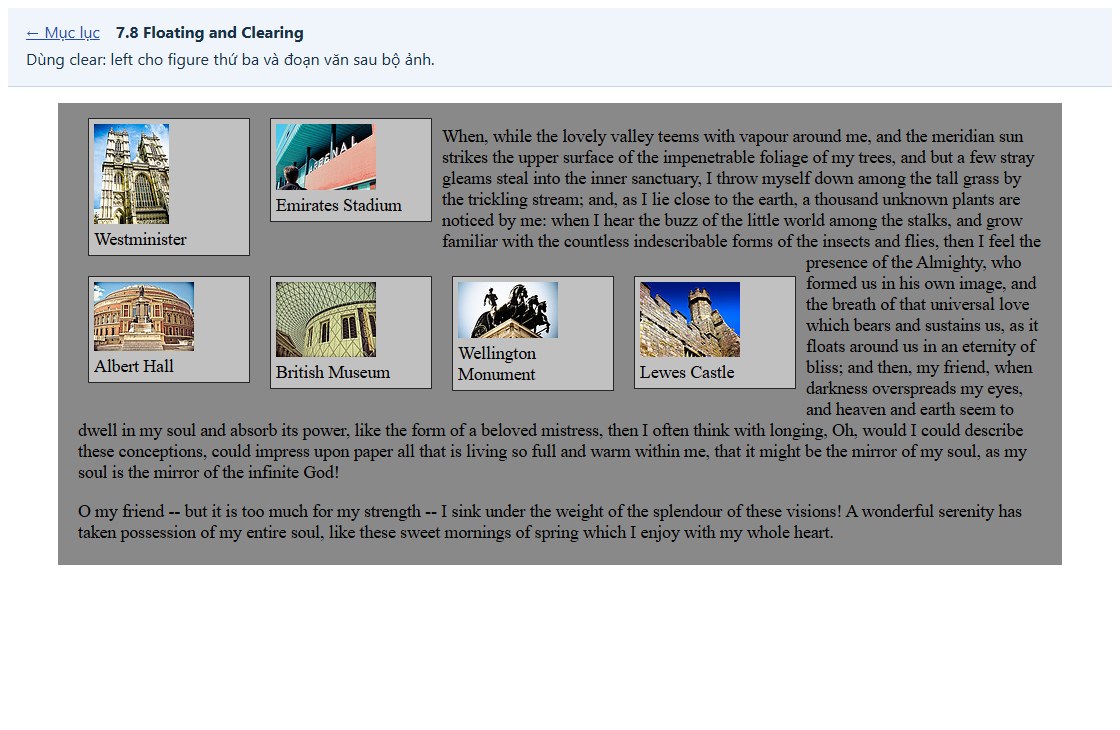 ← Mục lục 7.8 Floating and Clearing
Dùng clear: left cho figure thứ ba và đoạn văn sau bộ ảnh.
ARSENAL
Westminister
Emirates Stadium
When, while the lovely valley teems with vapour around me, and the meridian sun
strikes the upper surface of the impenetrable foliage of my trees, and but a few stray
gleams steal into the inner sanctuary, I throw myself down among the tall grass by
the trickling stream; and, as I lie close to the earth, a thousand unknown plants are
noticed by me: when I hear the buzz of the little world among the stalks, and grow
familiar with the countless indescribable forms of the insects and flies, then I feel the
Albert Hall
British Museum
Wellington
Monument
Lewes Castle
presence of the Almighty, who
formed us in his own image, and
the breath of that universal love
which bears and sustains us, as it
floats around us in an eternity of
bliss; and then, my friend, when
darkness overspreads my eyes,
and heaven and earth seem to
dwell in my soul and absorb its power, like the form of a beloved mistress, then I often think with longing, Oh, would I could describe
these conceptions, could impress upon paper all that is living so full and warm within me, that it might be the mirror of my soul, as my
soul is the mirror of the infinite God!
O my friend -- but it is too much for my strength -- I sink under the weight of the splendour of these visions! A wonderful serenity has
taken possession of my entire soul, like these sweet mornings of spring which I enjoy with my whole heart.